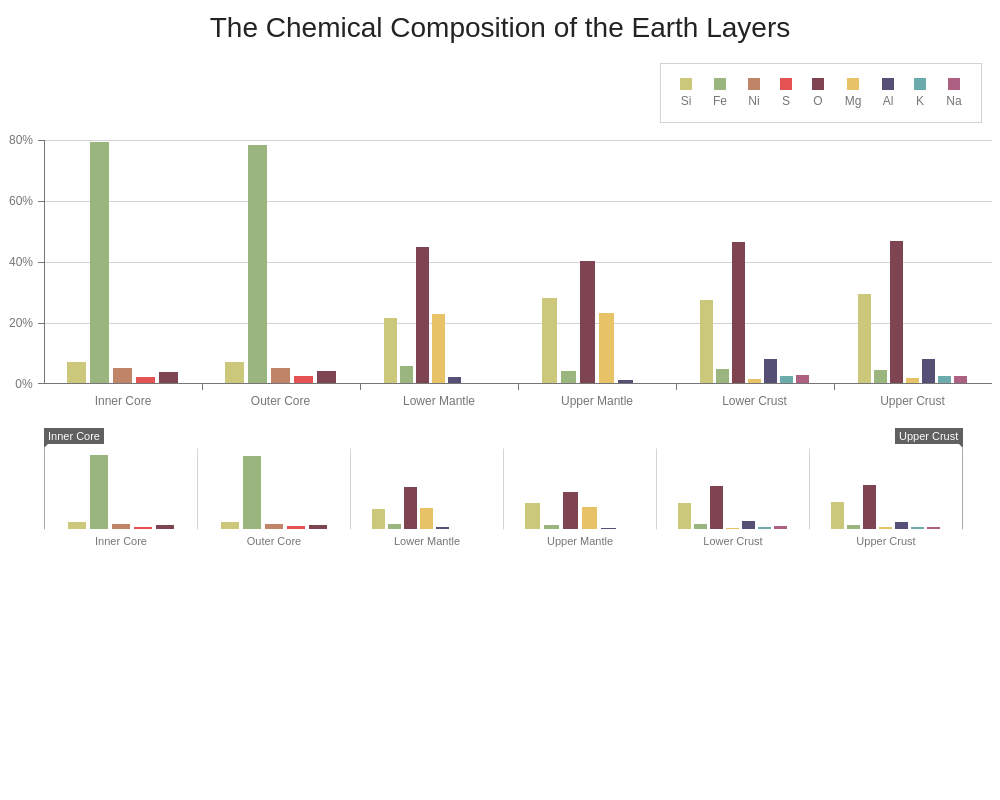 The Chemical Composition of the Earth Layers
Si Fe Ni S O Mg Al K Na
80%
60%
40%
20%
0%
Inner Core Outer Core Lower Mantle Upper Mantle Lower Crust Upper Crust
Inner Core Upper Crust
Inner Core Outer Core Lower Mantle Upper Mantle Lower Crust Upper Crust